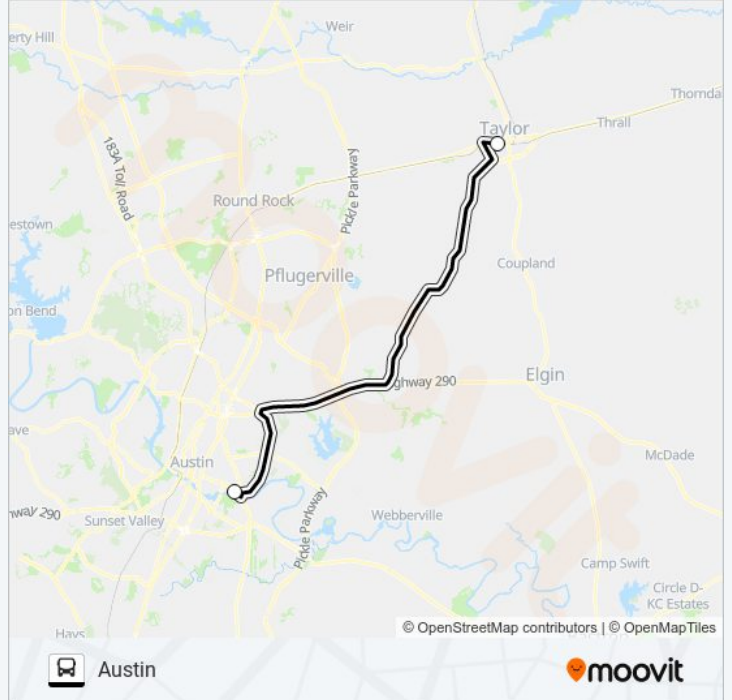 Weir
erty Hill
Thornda
Taylor
Thrall
183A Toll Road
Pickle Parkway
Round Rock
estown
Coupland
Pflugerville
on Bend
Elgin
ghway 290
ave
Austin
McDade
hway 290
Sunset Valley
Pickle Parkway
Webberville
Camp Swift
Circle D-
KC Estates
Hays
© OpenStreetMap contributors | © OpenMapTiles
Austin
moovit
moovit